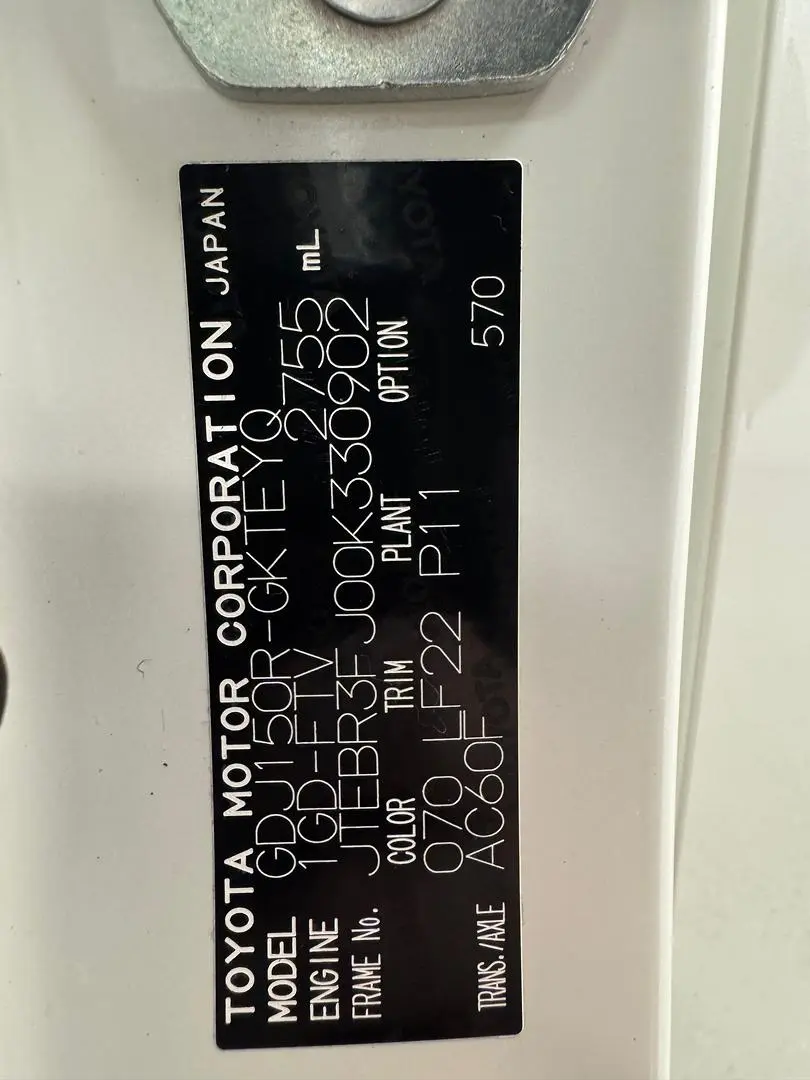 TOYOTA MOTOR CORPORATION JAPAN
MODEL GDJ150R-GKTEYQ
ENGINE 1GD-FTV 2755 mL
FRAME No. JTEBR3FJ00K330902
COLOR TRIM PLANT OPTION
070 LF22 P11
TRANS./AXLE AC60F 570